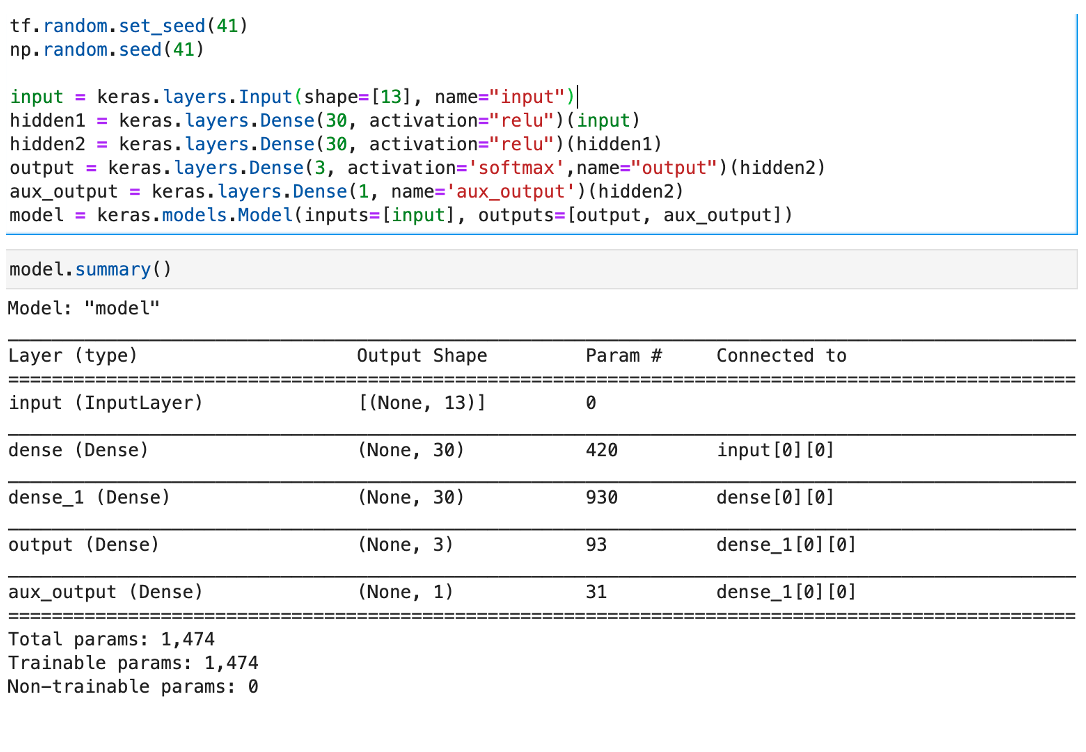 tf.random.set_seed(41)
np.random.seed(41)
input = keras.layers.Input(shape=[13], name="input")
hidden1 = keras.layers.Dense(30, activation="relu")(input)
hidden2 = keras.layers.Dense(30, activation="relu")(hidden1)
output = keras.layers.Dense(3, activation='softmax',name="output")(hidden2)
aux_output = keras.layers.Dense(1, name='aux_output')(hidden2)
model = keras.models.Model(inputs=[input], outputs=[output, aux_output])
model.summary()
Model: "model"
Layer (type) Output Shape Param # Connected to
input (InputLayer) [(None, 13)] 0
dense (Dense) (None, 30) 420 input[0][0]
dense_1 (Dense) (None, 30) 930 dense[0][0]
output (Dense) (None, 3) 93 dense_1[0][0]
aux_output (Dense) (None, 1) 31 dense_1[0][0]
Total params: 1,474
Trainable params: 1,474
Non-trainable params: 0